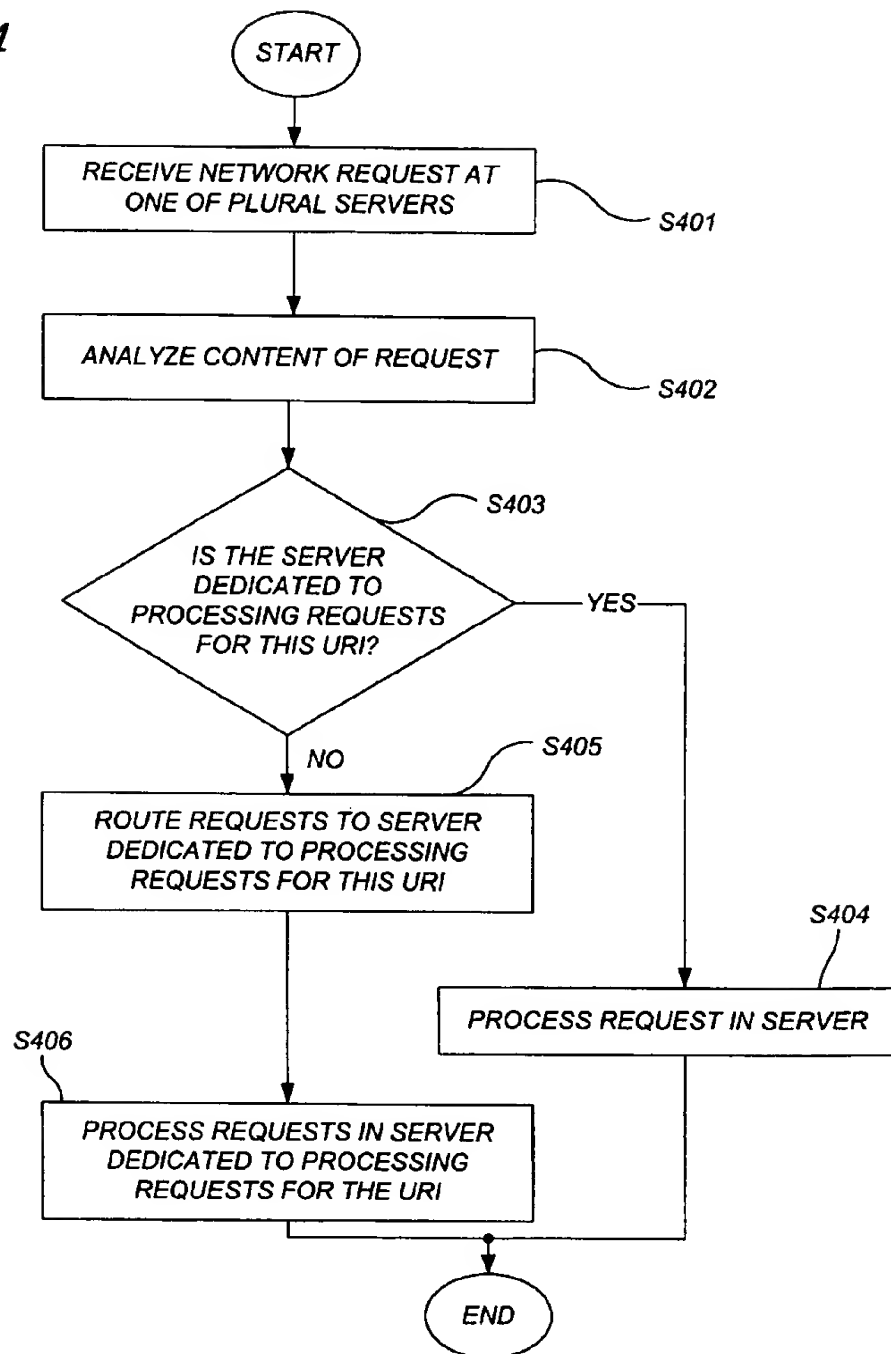 START
RECEIVE NETWORK REQUEST AT
ONE OF PLURAL SERVERS
S401
ANALYZE CONTENT OF REQUEST
S402
S403
IS THE SERVER
DEDICATED TO
PROCESSING REQUESTS
FOR THIS URI?
YES
NO
S405
ROUTE REQUESTS TO SERVER
DEDICATED TO PROCESSING
REQUESTS FOR THIS URI
S404
PROCESS REQUEST IN SERVER
S406
PROCESS REQUESTS IN SERVER
DEDICATED TO PROCESSING
REQUESTS FOR THE URI
END